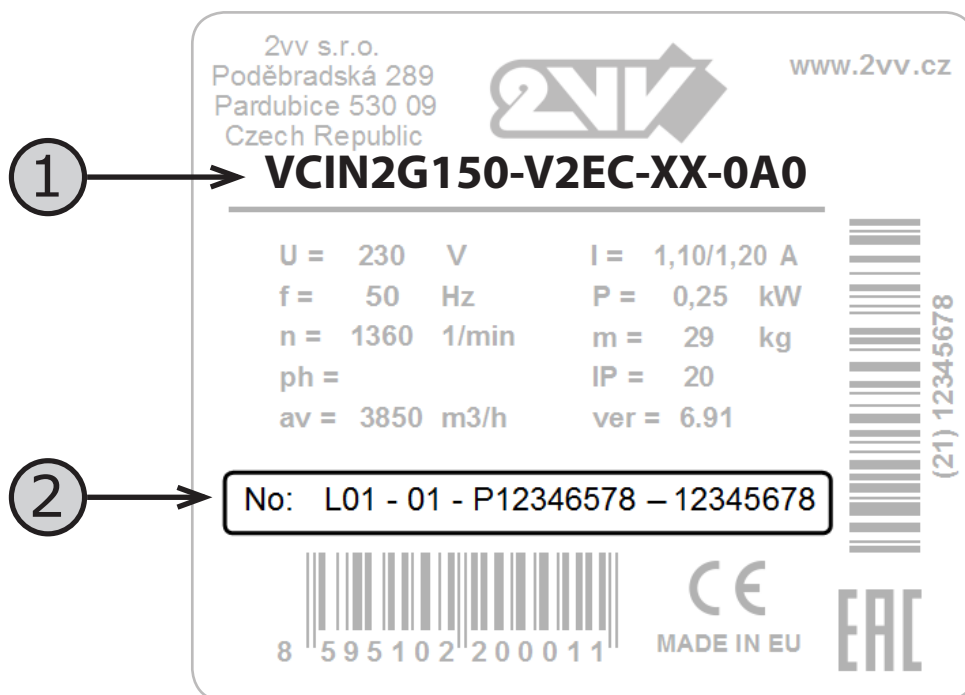 2vv s.r.o.
Poděbradská 289
Pardubice 530 09
Czech Republic
2VV
www.2vv.cz
1
VCIN2G150-V2EC-XX-0A0
U = 230 V I = 1,10/1,20 A
f = 50 Hz P = 0,25 kW
n = 1360 1/min m = 29 kg
ph = IP = 20
av = 3850 m3/h ver = 6.91
(21) 12345678
2
No: L01 - 01 - P12346578 – 12345678
8 595102 200011
CE
MADE IN EU
EAC